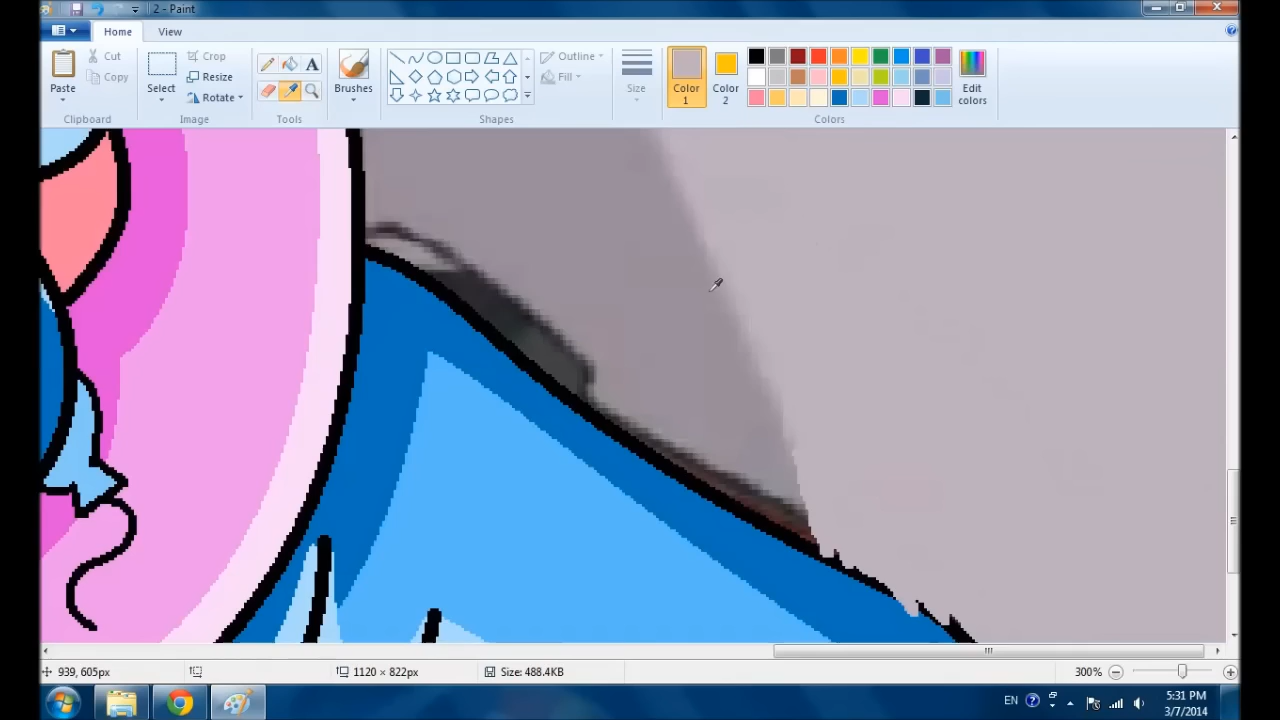 2 - Paint
Home View
Paste
Cut
Copy
Clipboard
Select
Crop
Resize
Rotate
Image
A
Tools
Brushes
Shapes
Outline
Fill
Size
Color
1
Color
2
Edit
colors
Colors
939, 605px
1120 × 822px
Size: 488.4KB
300%
EN
5:31 PM
3/7/2014